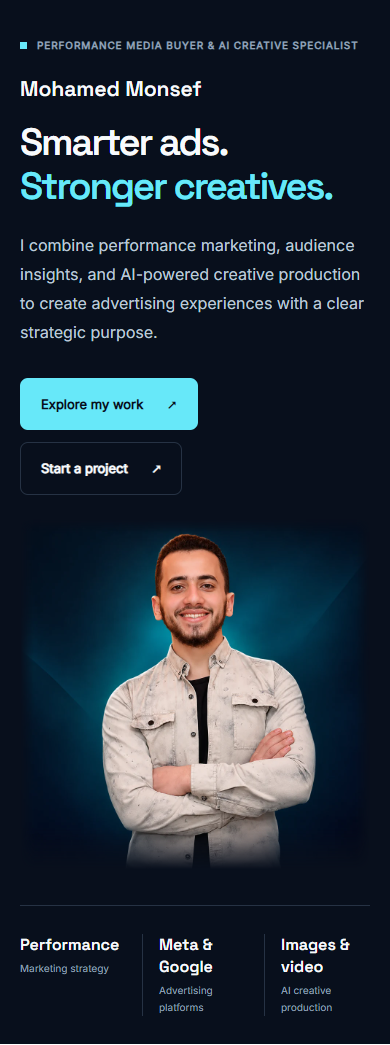 PERFORMANCE MEDIA BUYER & AI CREATIVE SPECIALIST
Mohamed Monsef
Smarter ads.
Stronger creatives.
I combine performance marketing, audience
insights, and AI-powered creative production
to create advertising experiences with a clear
strategic purpose.
Explore my work ↗
Start a project ↗
Performance
Marketing strategy
Meta &
Google
Advertising
platforms
Images &
video
AI creative
production